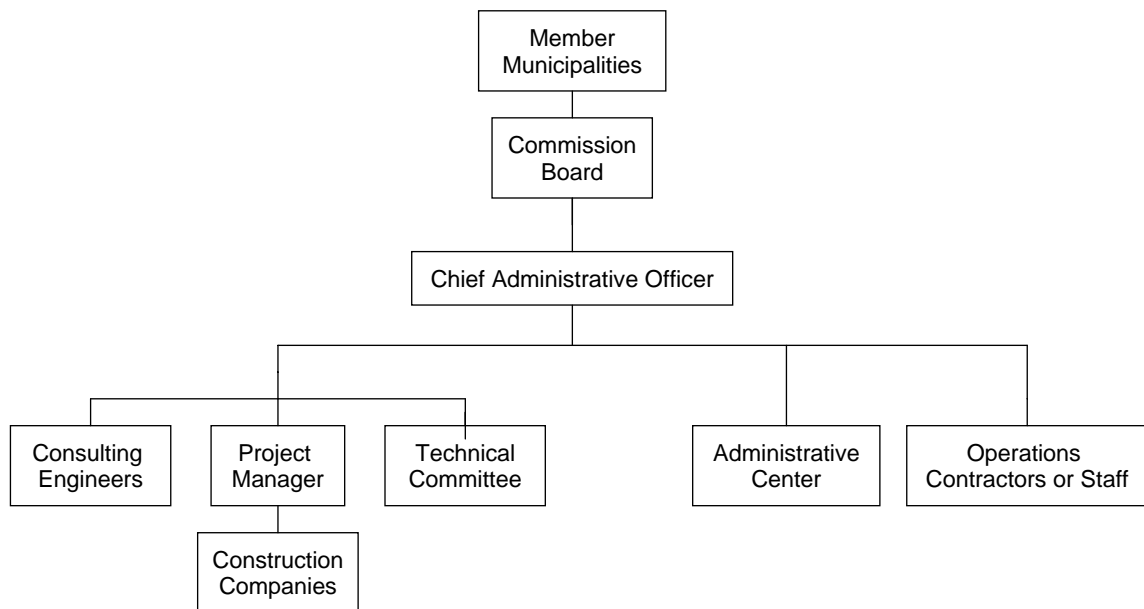 Member
Municipalities
Commission
Board
Chief Administrative Officer
Consulting
Engineers
Project
Manager
Technical
Committee
Administrative
Center
Operations
Contractors or Staff
Construction
Companies